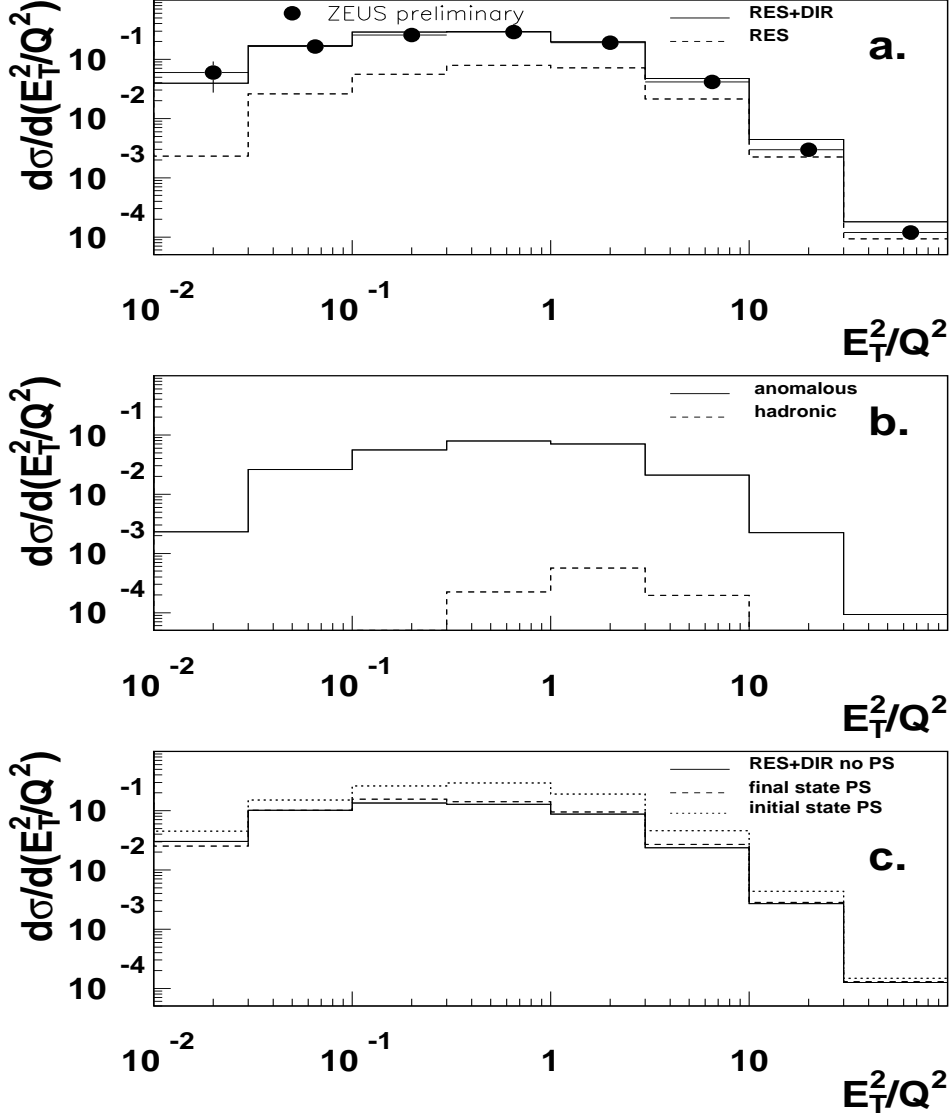 ZEUS preliminary
RES+DIR
RES
a.
dσ/d(E_T^2/Q^2)
10^-1
10^-2
10^-3
10^-4
10^-2 10^-1 1 10
E_T^2/Q^2
anomalous
hadronic
b.
dσ/d(E_T^2/Q^2)
10^-1
10^-2
10^-3
10^-4
10^-2 10^-1 1 10
E_T^2/Q^2
RES+DIR no PS
final state PS
initial state PS
c.
dσ/d(E_T^2/Q^2)
10^-1
10^-2
10^-3
10^-4
10^-2 10^-1 1 10
E_T^2/Q^2